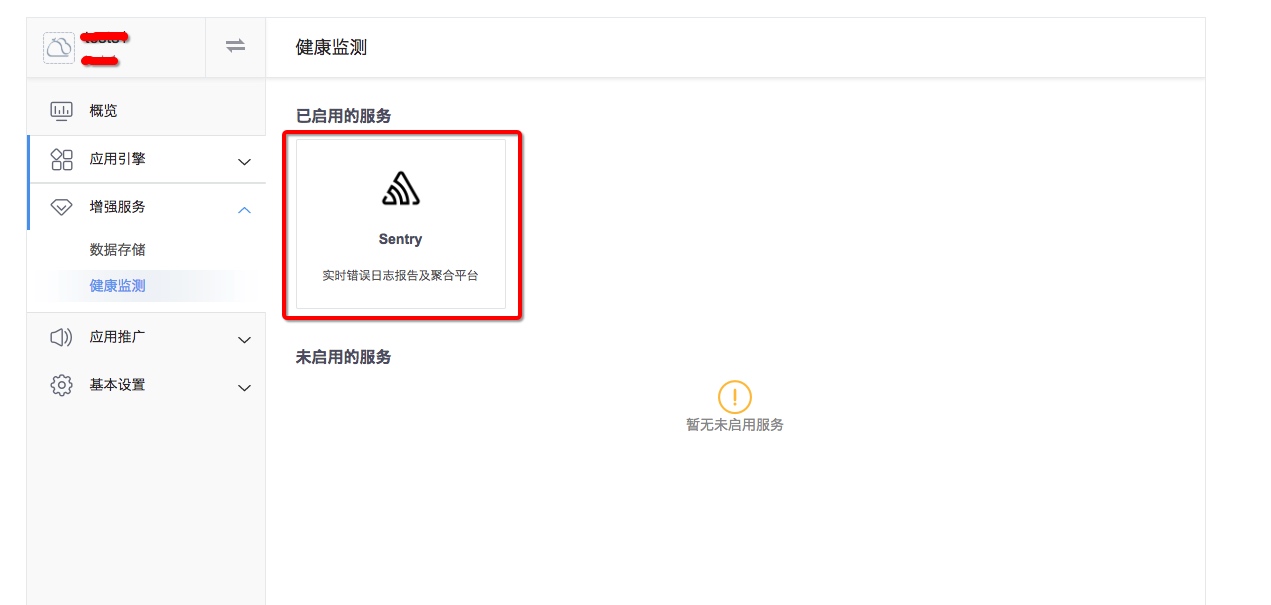 健康监测
概览
应用引擎
增强服务
数据存储
健康监测
应用推广
基本设置
已启用的服务
Sentry
实时错误日志报告及聚合平台
未启用的服务
暂无未启用服务